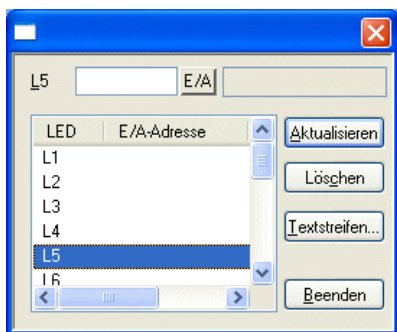 L5 E/A
LED E/A-Adresse
L1
L2
L3
L4
L5
L6
Aktualisieren
Löschen
Textstreifen...
Beenden